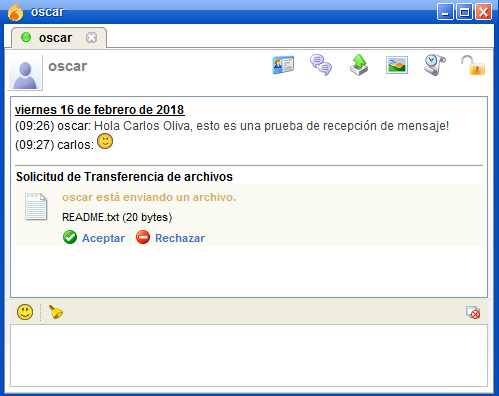 oscar
oscar
oscar
viernes 16 de febrero de 2018
(09:26) oscar: Hola Carlos Oliva, esto es una prueba de recepción de mensaje!
(09:27) carlos:
Solicitud de Transferencia de archivos
oscar está enviando un archivo.
README.txt (20 bytes)
Aceptar Rechazar